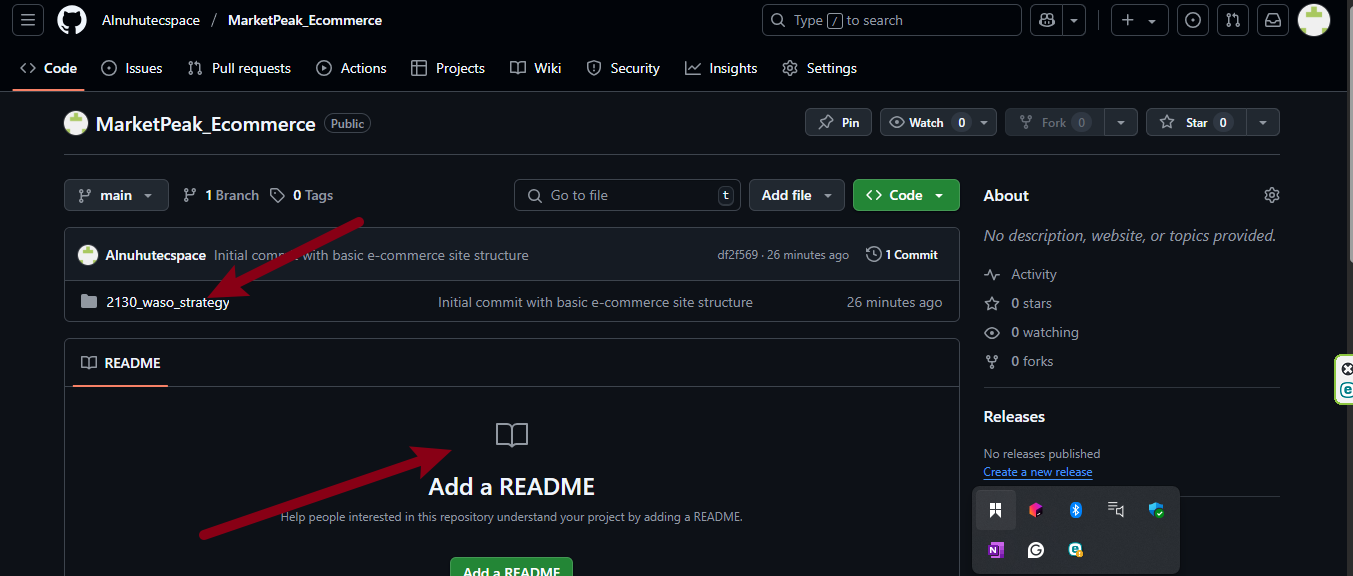 Alnuhutecspace / MarketPeak_Ecommerce
Type / to search
Code Issues Pull requests Actions Projects Wiki Security Insights Settings
MarketPeak_Ecommerce Public
Pin Watch 0 Fork 0 Star 0
main 1 Branch 0 Tags
Go to file t Add file Code
Alnuhutecspace Initial commit with basic e-commerce site structure df2f569 · 26 minutes ago 1 Commit
2130_waso_strategy Initial commit with basic e-commerce site structure 26 minutes ago
README
Add a README
Help people interested in this repository understand your project by adding a README.
Add a README
About
No description, website, or topics provided.
Activity
0 stars
0 watching
0 forks
Releases
No releases published
Create a new release